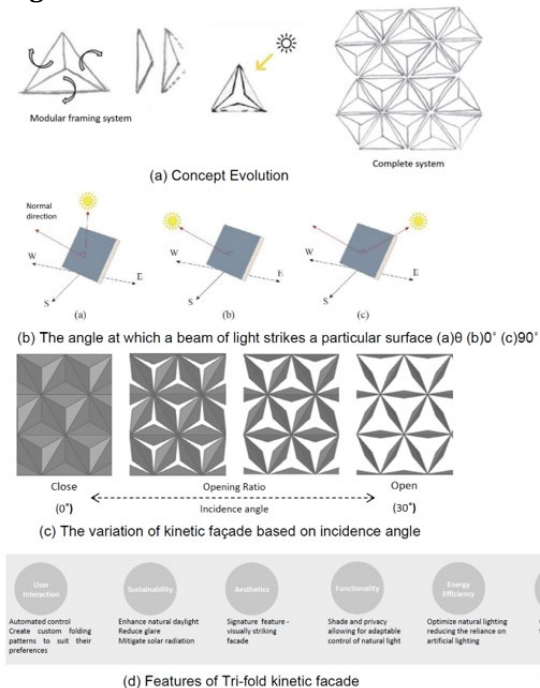 Modular framing system
Complete system
(a) Concept Evolution
Normal
direction
W
E
S
W
E
S
W
E
S
(a)
(b)
(c)
(b) The angle at which a beam of light strikes a particular surface (a)θ (b)0° (c)90°
Close
Opening Ratio
Open
(0°)
Incidence angle
(30°)
(c) The variation of kinetic façade based on incidence angle
User
Interaction
Sustainability
Aesthetics
Functionality
Energy
Efficiency
Automated control
Create custom folding
patterns to suit their
preferences
Enhance natural daylight
Reduce glare
Mitigate solar radiation
Signature feature -
visually striking
facade
Shade and privacy
allowing for adaptable
control of natural light
Optimize natural lighting
reducing the reliance on
artificial lighting
(d) Features of Tri-fold kinetic facade